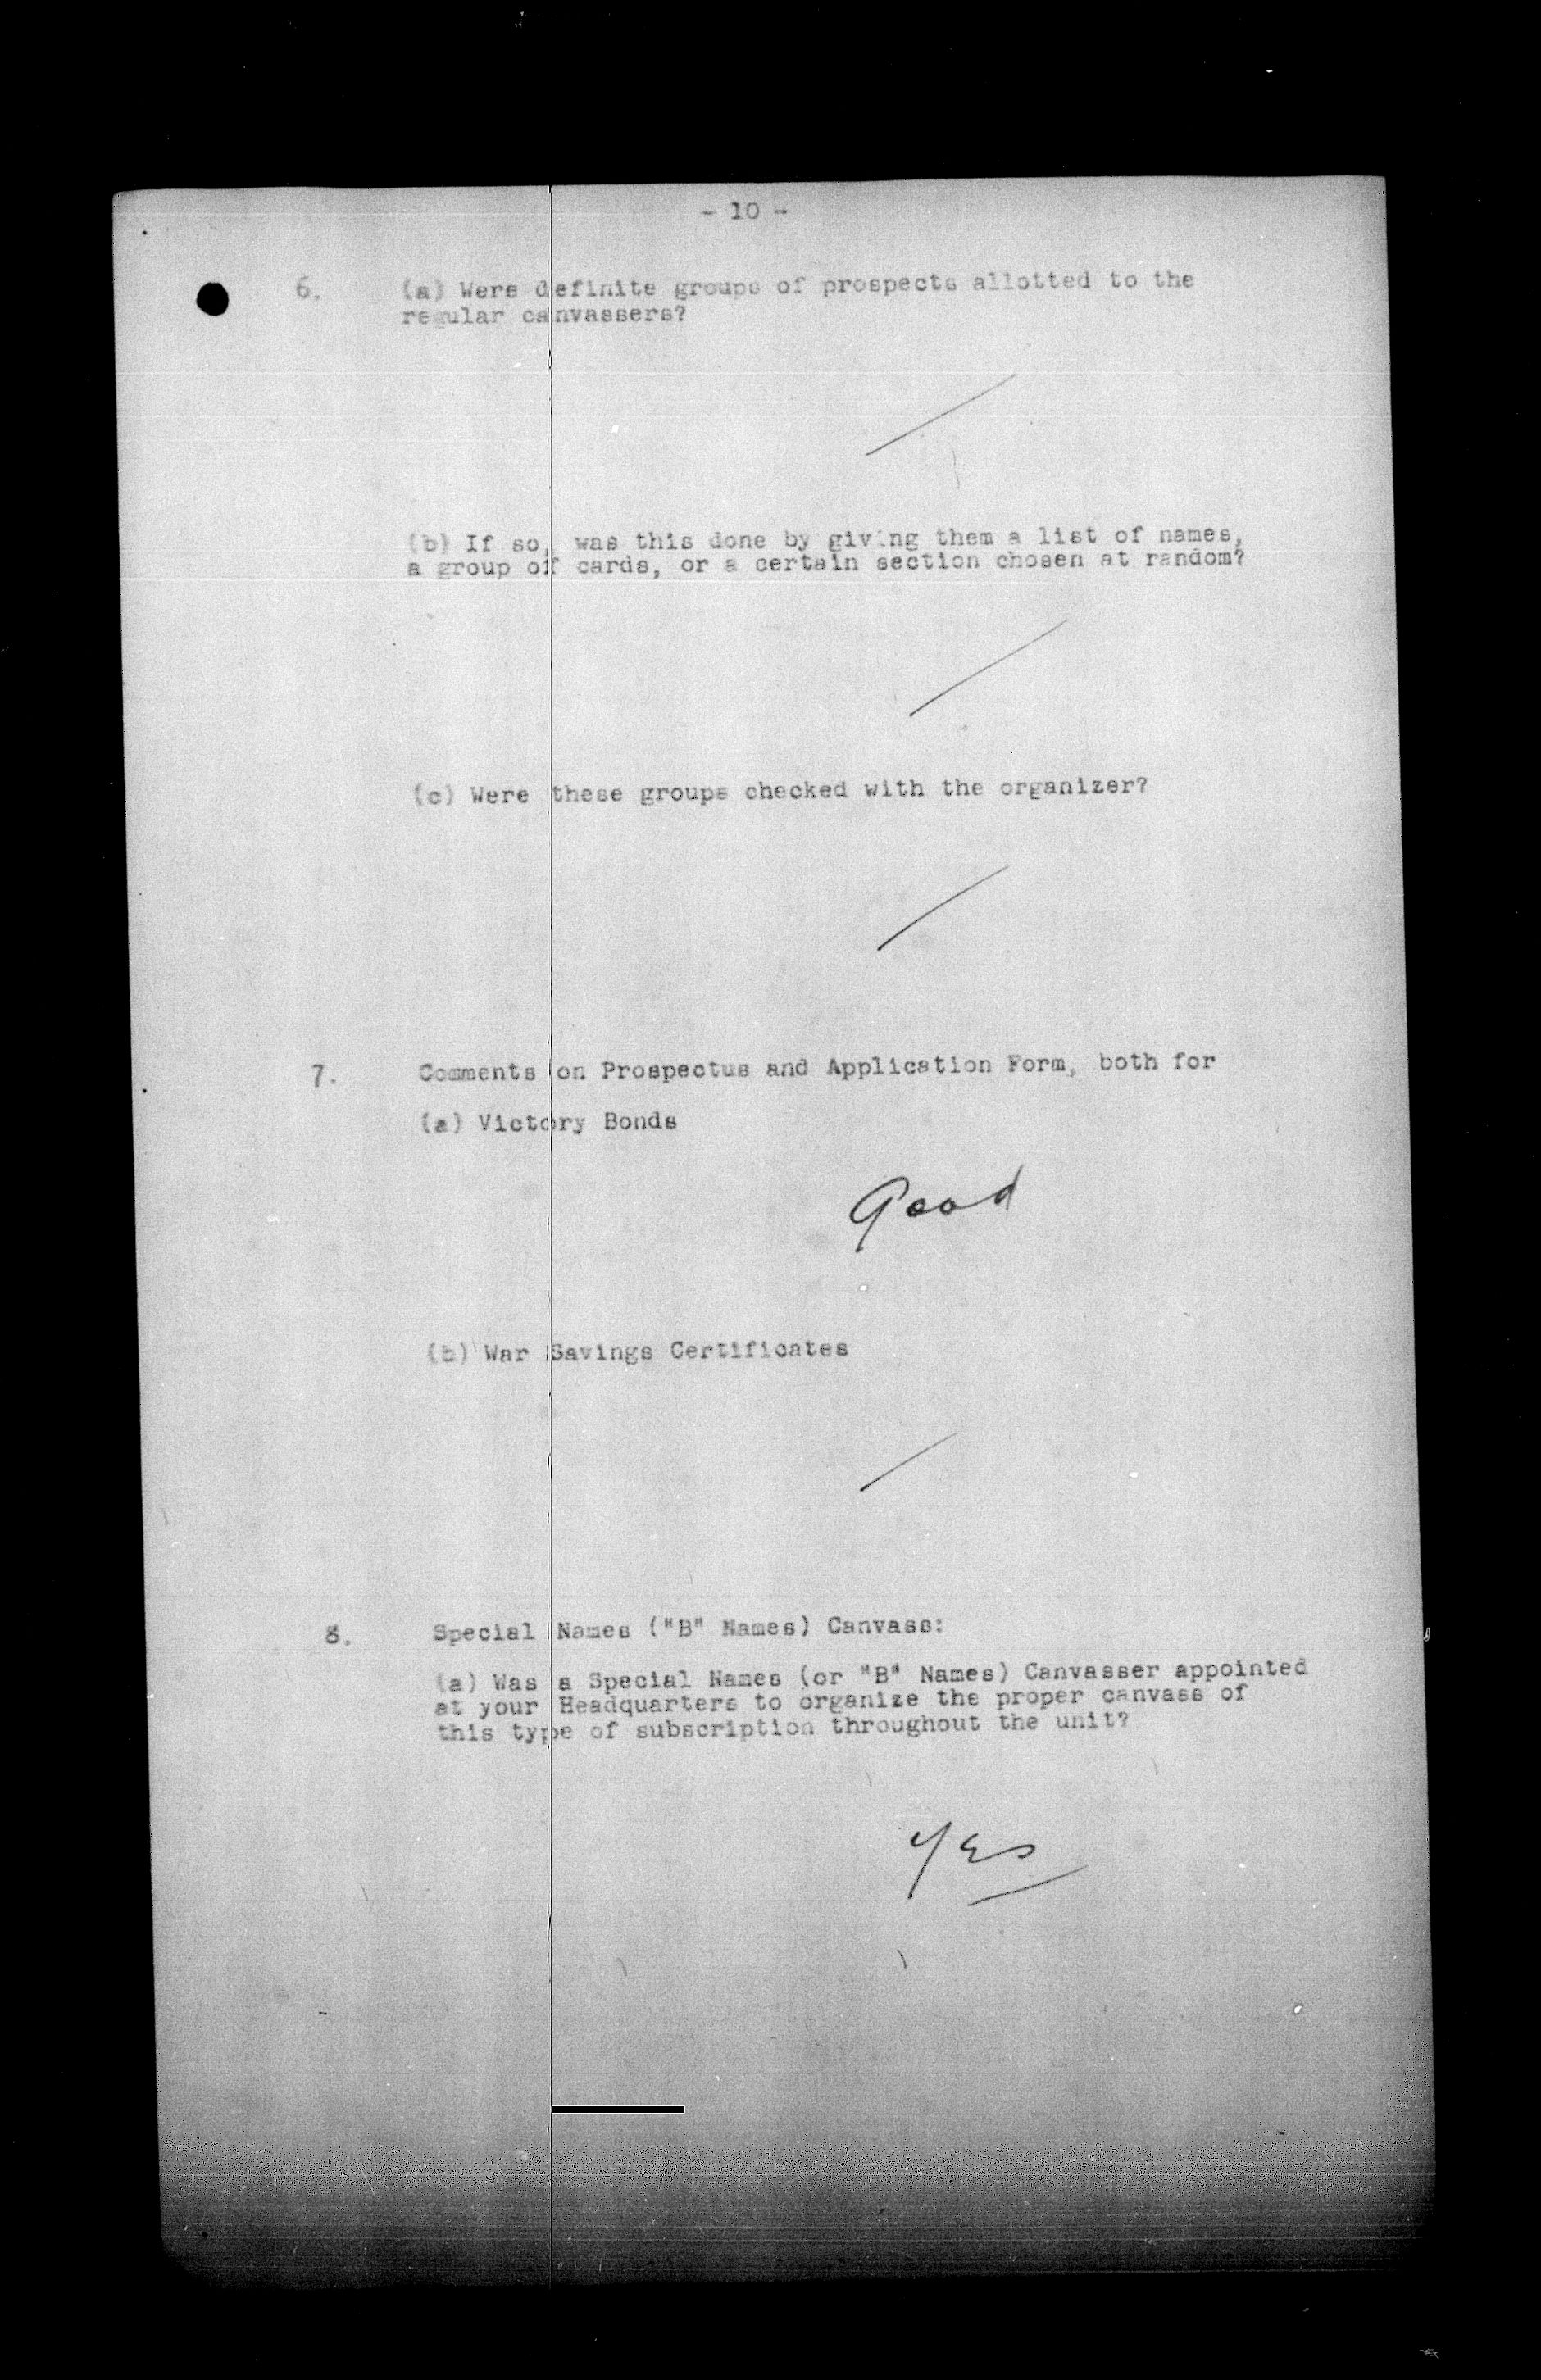 - 10 -
6. (a) Were definite groups of prospects allotted to the
regular canvassers?
(b) If so, was this done by giving them a list of names,
a group of cards, or a certain section chosen at random?
(c) Were these groups checked with the organizer?
7. Comments on Prospectus and Application Form, both for
(a) Victory Bonds
Good
(b) War Savings Certificates
8. Special Names ("B" Names) Canvass:
(a) Was a Special Names (or "B" Names) Canvasser appointed
at your Headquarters to organize the proper canvass of
this type of subscription throughout the unit?
Yes